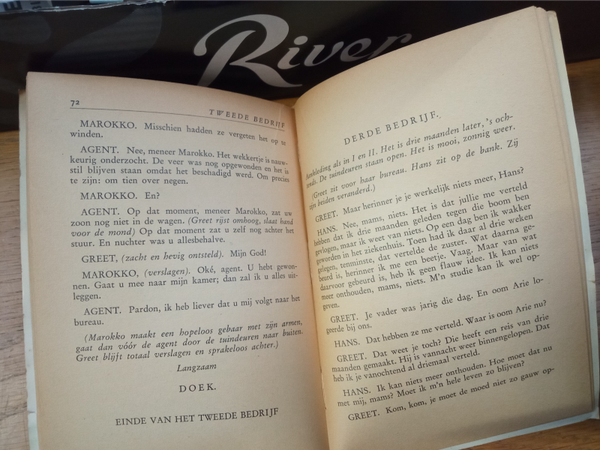 River
72
TWEEDE BEDRIJF
MAROKKO. Misschien hadden ze vergeten het op te
winden.
AGENT. Nee, meneer Marokko. Het wekkertje is nauw-
keurig onderzocht. De veer was nog opgewonden en het is
stil blijven staan omdat het beschadigd werd. Om precies
te zijn: om tien over negen.
MAROKKO. En?
AGENT. Op dat moment, meneer Marokko, zat uw
zoon nog niet in de wagen. (Greet rijst omhoog, slaat hand
voor de mond) Op dat moment zat u zelf nog achter het
stuur. En nuchter was u allesbehalve.
GREET, (zacht en hevig ontsteld). Mijn God!
MAROKKO, (verslagen). Oké, agent. U hebt gewon-
nen. Gaat u mee naar mijn kamer; dan zal ik u alles uit-
leggen.
AGENT. Pardon, ik heb liever dat u mij volgt naar het
bureau.
(Marokko maakt een hopeloos gebaar met zijn armen,
gaat dan vóór de agent door de tuindeuren naar buiten.
Greet blijft totaal verslagen en sprakeloos achter.)
Langzaam
DOEK.
EINDE VAN HET TWEEDE BEDRIJF
DERDE BEDRIJF.
als in I en II. Het is drie maanden later, 's och-
tends. De tuindeuren staan open. Het is mooi, zonnig weer.
(Greet zit voor haar bureau. Hans zit op de bank. Zij
zijn beiden veranderd.)
GREET. Maar herinner je je werkelijk niets meer, Hans?
HANS. Nee, mams, niets. Het is dat jullie me verteld
hebben dat ik drie maanden geleden tegen die boom ben
gevlogen, maar ik weet van niets. Op een dag ben ik wakker
geworden in het ziekenhuis. Toen had ik daar al drie weken
gelegen, tenminste, dat vertelde de zuster. Wat daarna ge-
beurd is, herinner ik me een beetje. Vaag. Maar van wat
daarvoor gebeurd is, heb ik geen flauw idee. Ik kan niets
meer onthouden, mams, niets. M'n studie kan ik wel op-
geven.
GREET. Je vader was jarig die dag. En oom Arie lo-
geerde bij ons.
HANS. Dat hebben ze me verteld. Waar is oom Arie nu?
GREET. Dat weet je toch? Die heeft een reis van drie
maanden gemaakt. Hij is vannacht weer binnengelopen. Dat
heb ik je vanochtend al driemaal verteld.
HANS. Ik kan niets meer onthouden. Hoe moet dat nu
met mij, mams? Moet ik m'n hele leven zo blijven?
GREET. Kom, kom, je moet de moed niet zo gauw op-